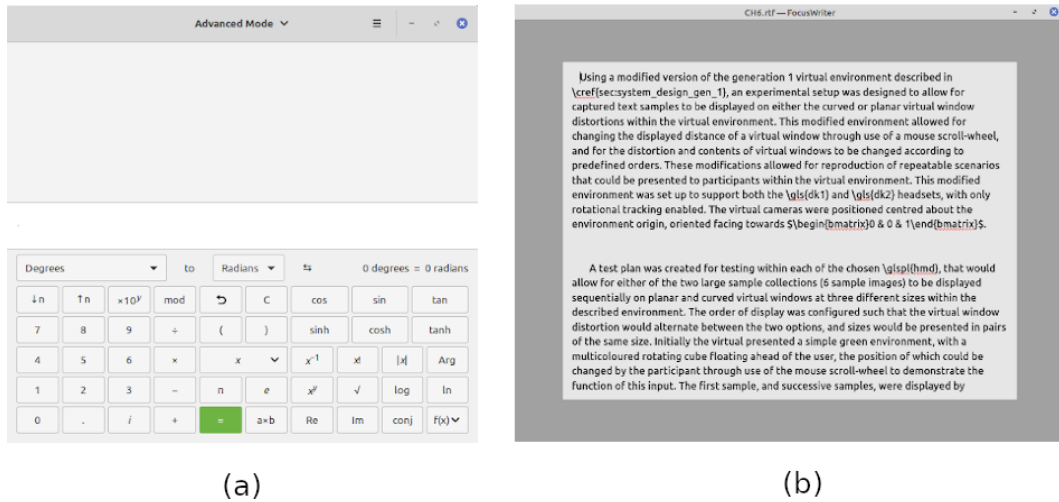 Advanced Mode
Degrees to Radians 0 degrees = 0 radians
↓n ↑n ×10ʸ mod C cos sin tan
7 8 9 ÷ ( ) sinh cosh tanh
4 5 6 × x x⁻¹ x! |x| Arg
1 2 3 − π e xʸ √ log ln
0 . i + = a×b Re Im conj f(x)
(a)
CH6.rtf — FocusWriter
Using a modified version of the generation 1 virtual environment described in
\cref{sec:system_design_gen_1}, an experimental setup was designed to allow for
captured text samples to be displayed on either the curved or planar virtual window
distortions within the virtual environment. This modified environment allowed for
changing the displayed distance of a virtual window through use of a mouse scroll-wheel,
and for the distortion and contents of virtual windows to be changed according to
predefined orders. These modifications allowed for reproduction of repeatable scenarios
that could be presented to participants within the virtual environment. This modified
environment was set up to support both the \gls{dk1} and \gls{dk2} headsets, with only
rotational tracking enabled. The virtual cameras were positioned centred about the
environment origin, oriented facing towards $\begin{bmatrix}0 & 0 & 1\end{bmatrix}$.
A test plan was created for testing within each of the chosen \glspl{hmd}, that would
allow for either of the two large sample collections (6 sample images) to be displayed
sequentially on planar and curved virtual windows at three different sizes within the
described environment. The order of display was configured such that the virtual window
distortion would alternate between the two options, and sizes would be presented in pairs
of the same size. Initially the virtual presented a simple green environment, with a
multicoloured rotating cube floating ahead of the user, the position of which could be
changed by the participant through use of the mouse scroll-wheel to demonstrate the
function of this input. The first sample, and successive samples, were displayed by
(b)